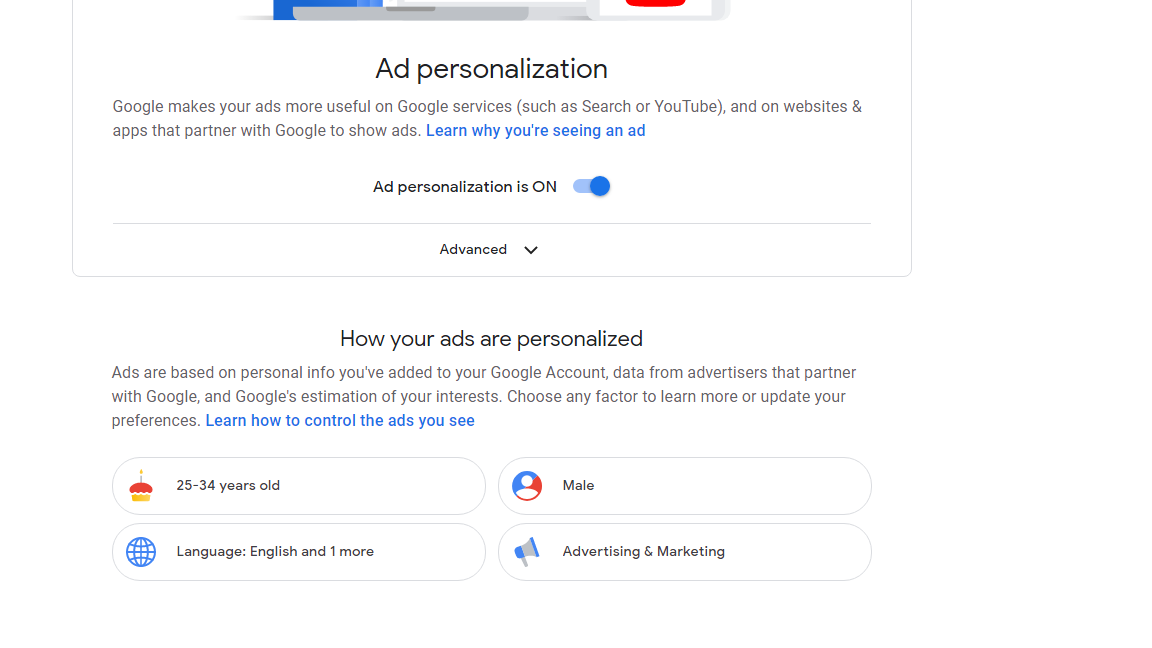 Ad personalization
Google makes your ads more useful on Google services (such as Search or YouTube), and on websites &
apps that partner with Google to show ads. Learn why you're seeing an ad
Ad personalization is ON
Advanced
How your ads are personalized
Ads are based on personal info you've added to your Google Account, data from advertisers that partner
with Google, and Google's estimation of your interests. Choose any factor to learn more or update your
preferences. Learn how to control the ads you see
25-34 years old
Male
Language: English and 1 more
Advertising & Marketing